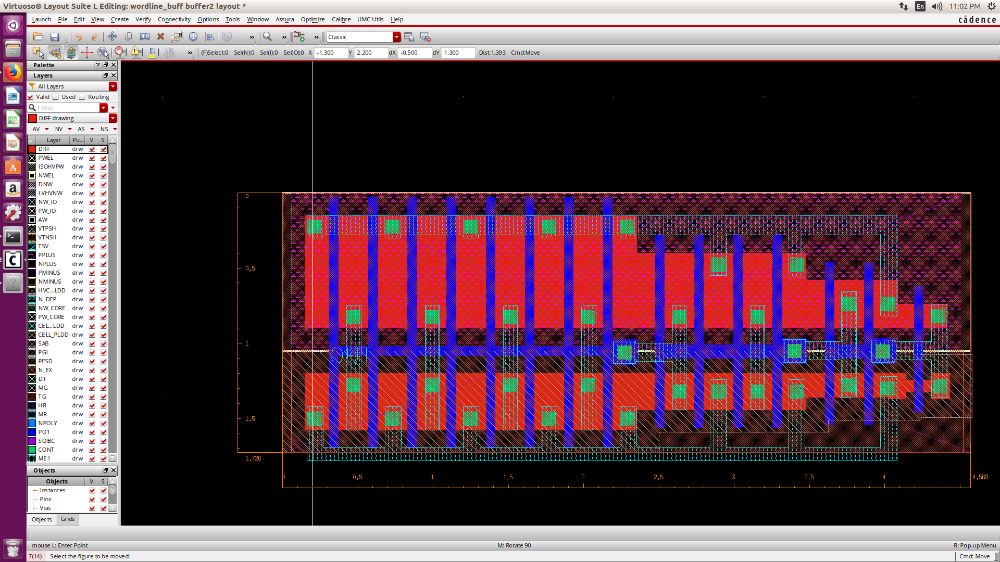 Virtuoso® Layout Suite L Editing: wordline_buff buffer2 layout *
En
11:02 PM
Launch File Edit View Create Verify Connectivity Options Tools Window Assura Optimize Calibre UMC Utils Help
cādence
» » » Classic
» (F)Select:0 Sel(N):0 Sel(I):0 Sel(O):0 X -1.300 Y 2.200 dX -0.500 dY 1.300 Dist:1.393 Cmd:Move
Palette
Layers
All Layers
Valid Used Routing
Filter
DIFF drawing
AV NV AS NS
Layer Pu... V S
DIFF drw
PWEL drw
ISOHVPW drw
NWEL drw
DNW drw
LVHVNW drw
NW_IO drw
PW_IO drw
AW drw
VTPSH drw
VTNSH drw
TSV drw
PPLUS drw
NPLUS drw
PMINUS drw
NMINUS drw
HVC...LDD drw
N_DEP drw
NW_CORE drw
PW_CORE drw
CEL...LDD drw
CELL_PLDD drw
SAB drw
PGI drw
PESD drw
N_EX drw
DT drw
MG drw
TG drw
HR drw
MR drw
NPOLY drw
PO1 drw
SOIBC drw
CONT drw
ME1 drw
Objects
Objects V S
Instances
Pins
Vias
Objects Grids
0
0.5
1
1.5
1.726
0 0.5 1 1.5 2 2.5 3 3.5 4 4.569
mouse L: Enter Point M: Rotate 90 R: Pop-up Menu
7(14) Select the figure to be moved: Cmd: Move